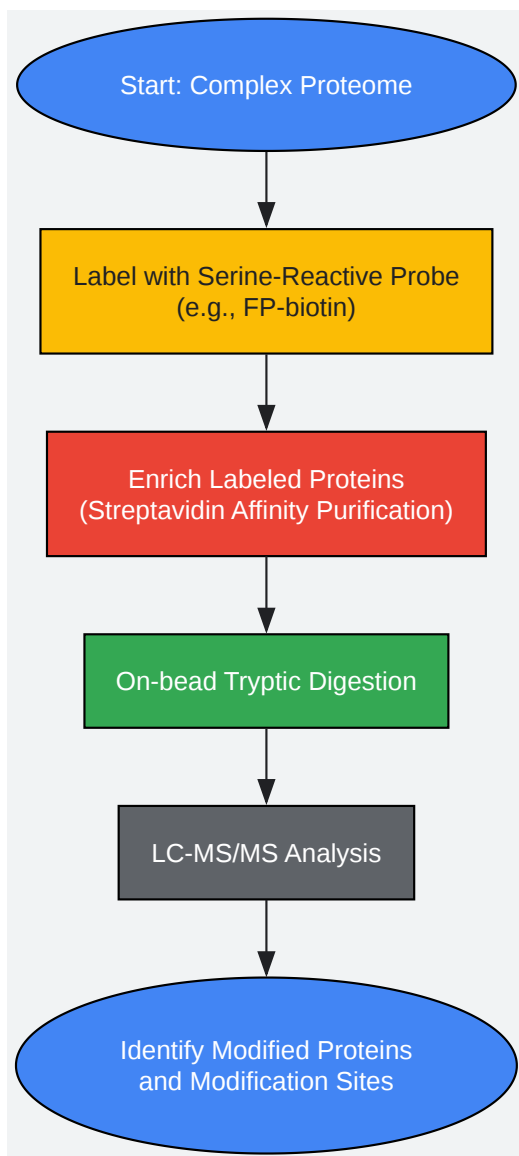 Start: Complex Proteome
Label with Serine-Reactive Probe
(e.g., FP-biotin)
Enrich Labeled Proteins
(Streptavidin Affinity Purification)
On-bead Tryptic Digestion
LC-MS/MS Analysis
Identify Modified Proteins
and Modification Sites